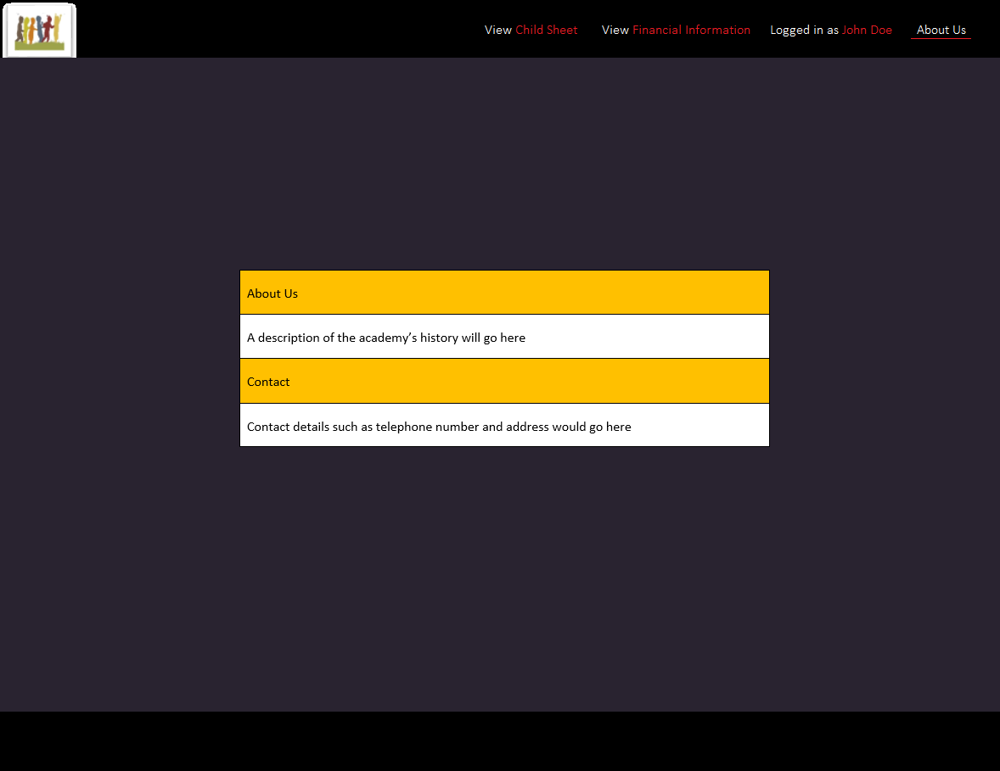 View Child Sheet View Financial Information Logged in as John Doe About Us
About Us
A description of the academy’s history will go here
Contact
Contact details such as telephone number and address would go here